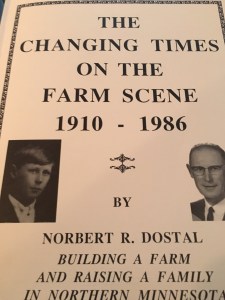 THE
CHANGING TIMES
ON THE
FARM SCENE
1910 - 1986
BY
NORBERT R. DOSTAL
BUILDING A FARM
AND RAISING A FAMILY
IN NORTHERN MINNESOTA